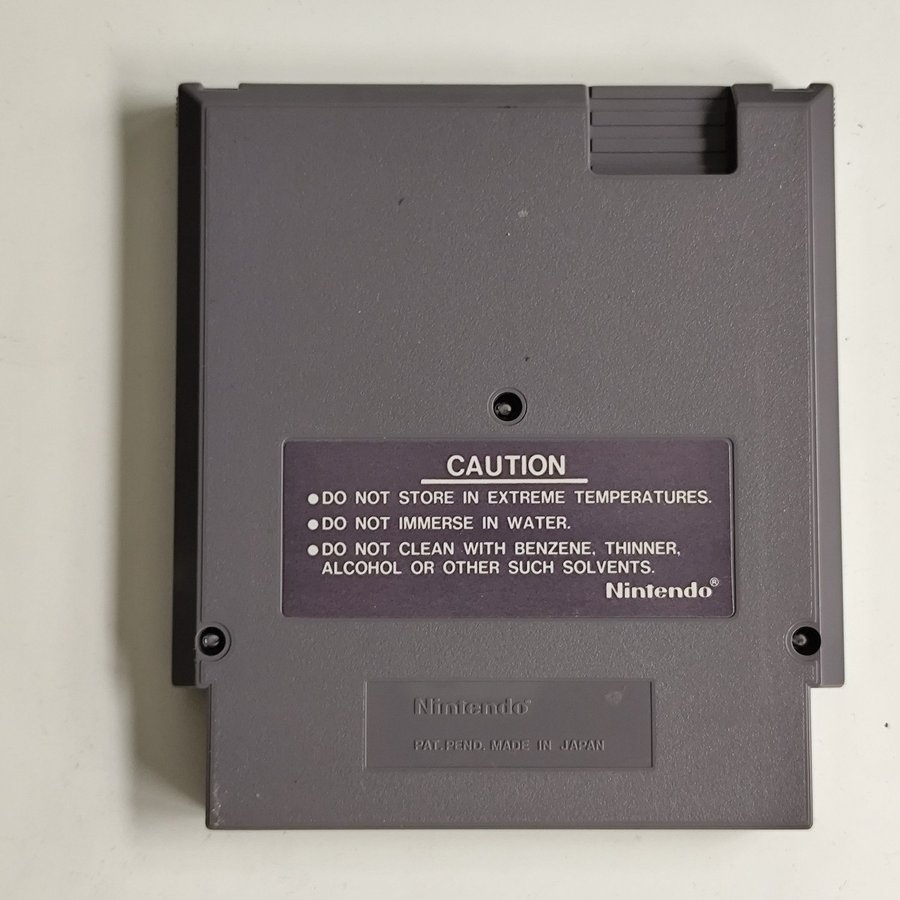 CAUTION
●DO NOT STORE IN EXTREME TEMPERATURES.
●DO NOT IMMERSE IN WATER.
●DO NOT CLEAN WITH BENZENE, THINNER,
ALCOHOL OR OTHER SUCH SOLVENTS.
Nintendo®
Nintendo
PAT. PEND. MADE IN JAPAN